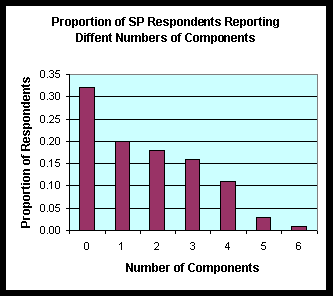 Proportion of SP Respondents Reporting
Diffent Numbers of Components
Proportion of Respondents
0.35
0.30
0.25
0.20
0.15
0.10
0.05
0.00
0 1 2 3 4 5 6
Number of Components